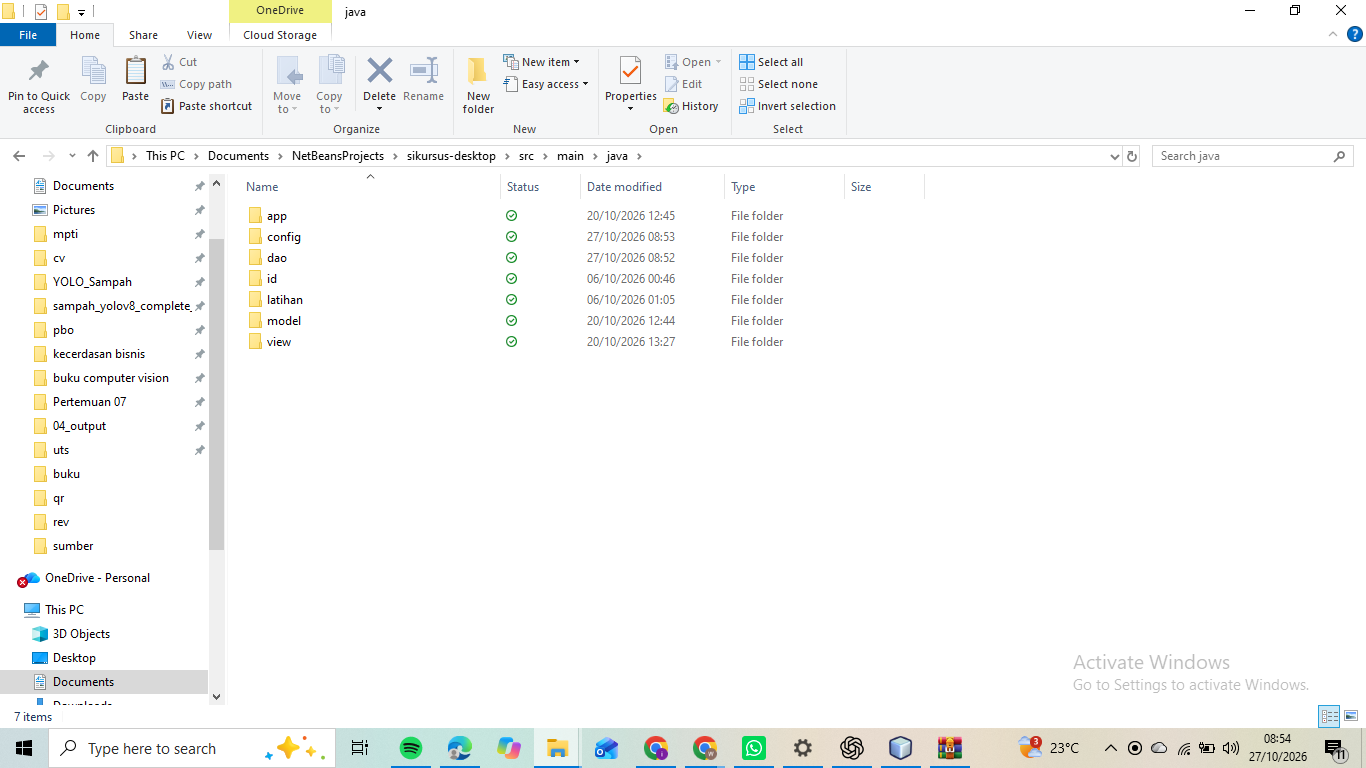 OneDrive
java
File
Home
Share
View
Cloud Storage
Pin to Quick access
Copy
Paste
Cut
Copy path
Paste shortcut
Clipboard
Move to
Copy to
Delete
Rename
Organize
New folder
New item
Easy access
New
Properties
Open
Edit
History
Open
Select all
Select none
Invert selection
Select
This PC > Documents > NetBeansProjects > sikursus-desktop > src > main > java >
Search java
Documents
Pictures
mpti
cv
YOLO_Sampah
sampah_yolov8_complete_
pbo
kecerdasan bisnis
buku computer vision
Pertemuan 07
04_output
uts
buku
qr
rev
sumber
OneDrive - Personal
This PC
3D Objects
Desktop
Documents
Downloads
Name Status Date modified Type Size
app 20/10/2026 12:45 File folder
config 27/10/2026 08:53 File folder
dao 27/10/2026 08:52 File folder
id 06/10/2026 00:46 File folder
latihan 06/10/2026 01:05 File folder
model 20/10/2026 12:44 File folder
view 20/10/2026 13:27 File folder
Activate Windows
Go to Settings to activate Windows.
7 items
Type here to search
3
23°C
08:54
27/10/2026
11